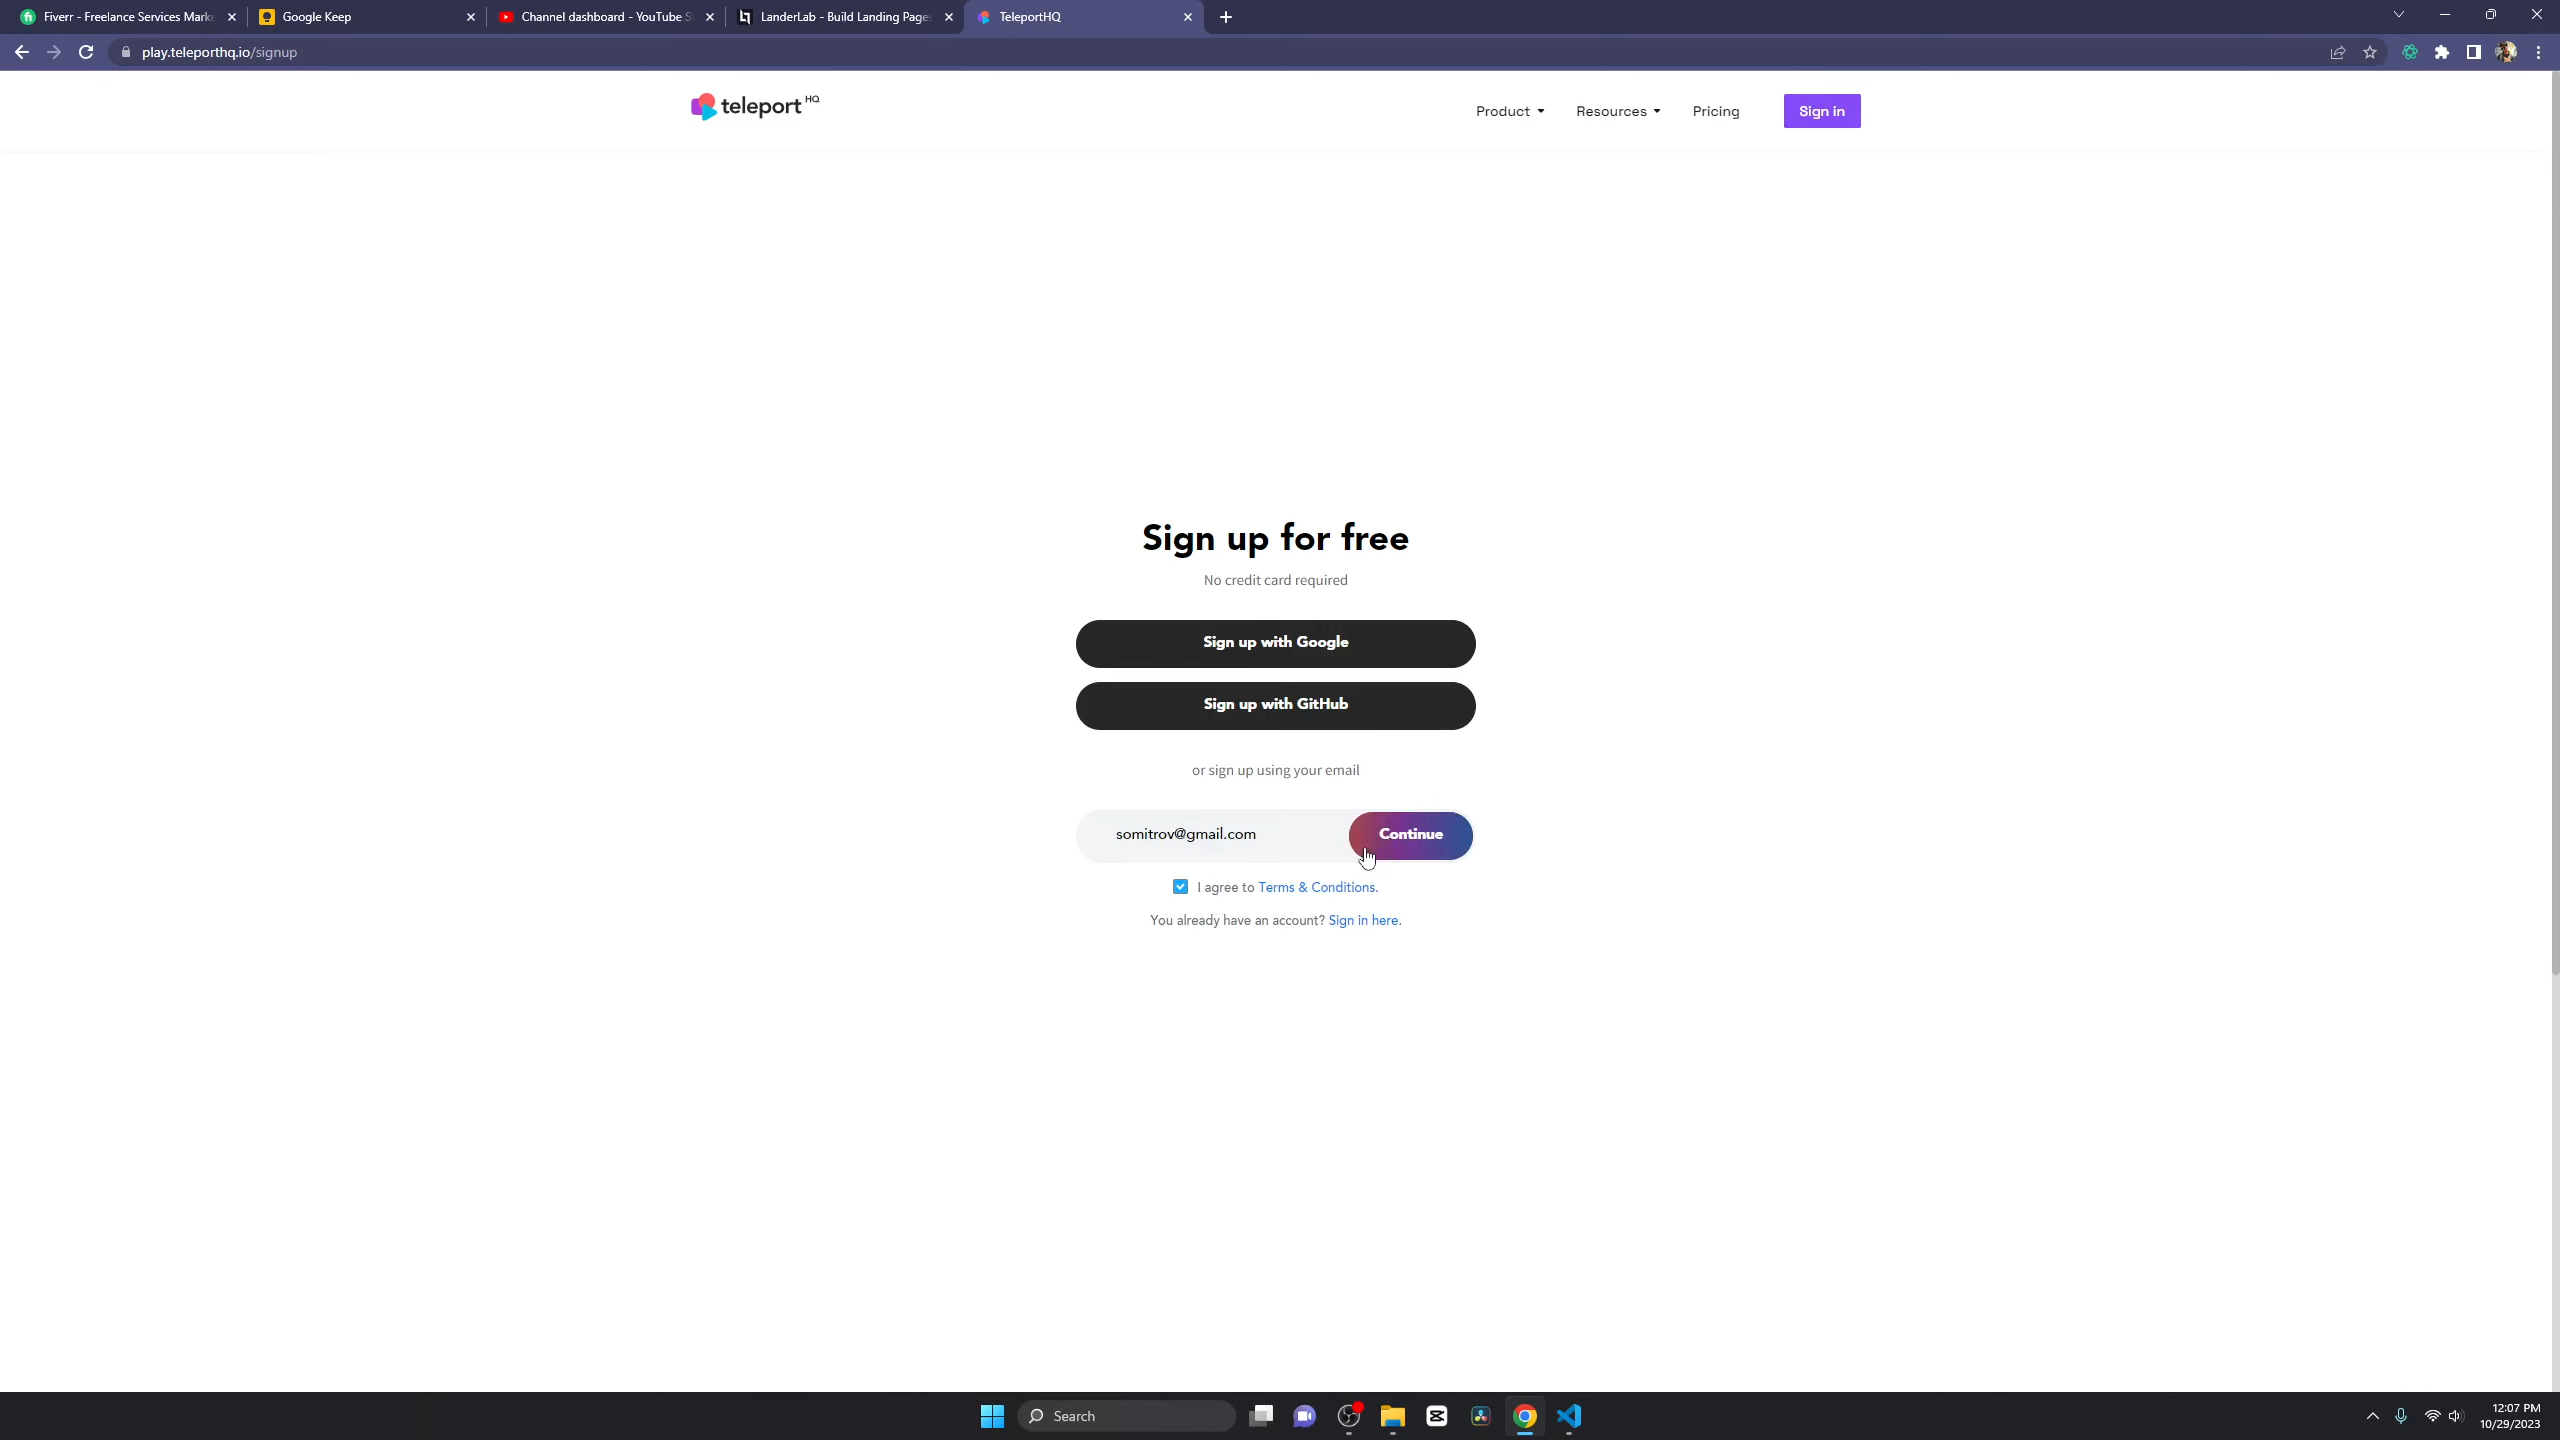 Fiverr - Freelance Services Marke
Google Keep
Channel dashboard - YouTube S
LanderLab - Build Landing Pages
TeleportHQ
play.teleporthq.io/signup
teleport HQ
Product
Resources
Pricing
Sign in
Sign up for free
No credit card required
Sign up with Google
Sign up with GitHub
or sign up using your email
somitrov@gmail.com
Continue
I agree to Terms & Conditions.
You already have an account? Sign in here.
Search
12:07 PM
10/29/2023